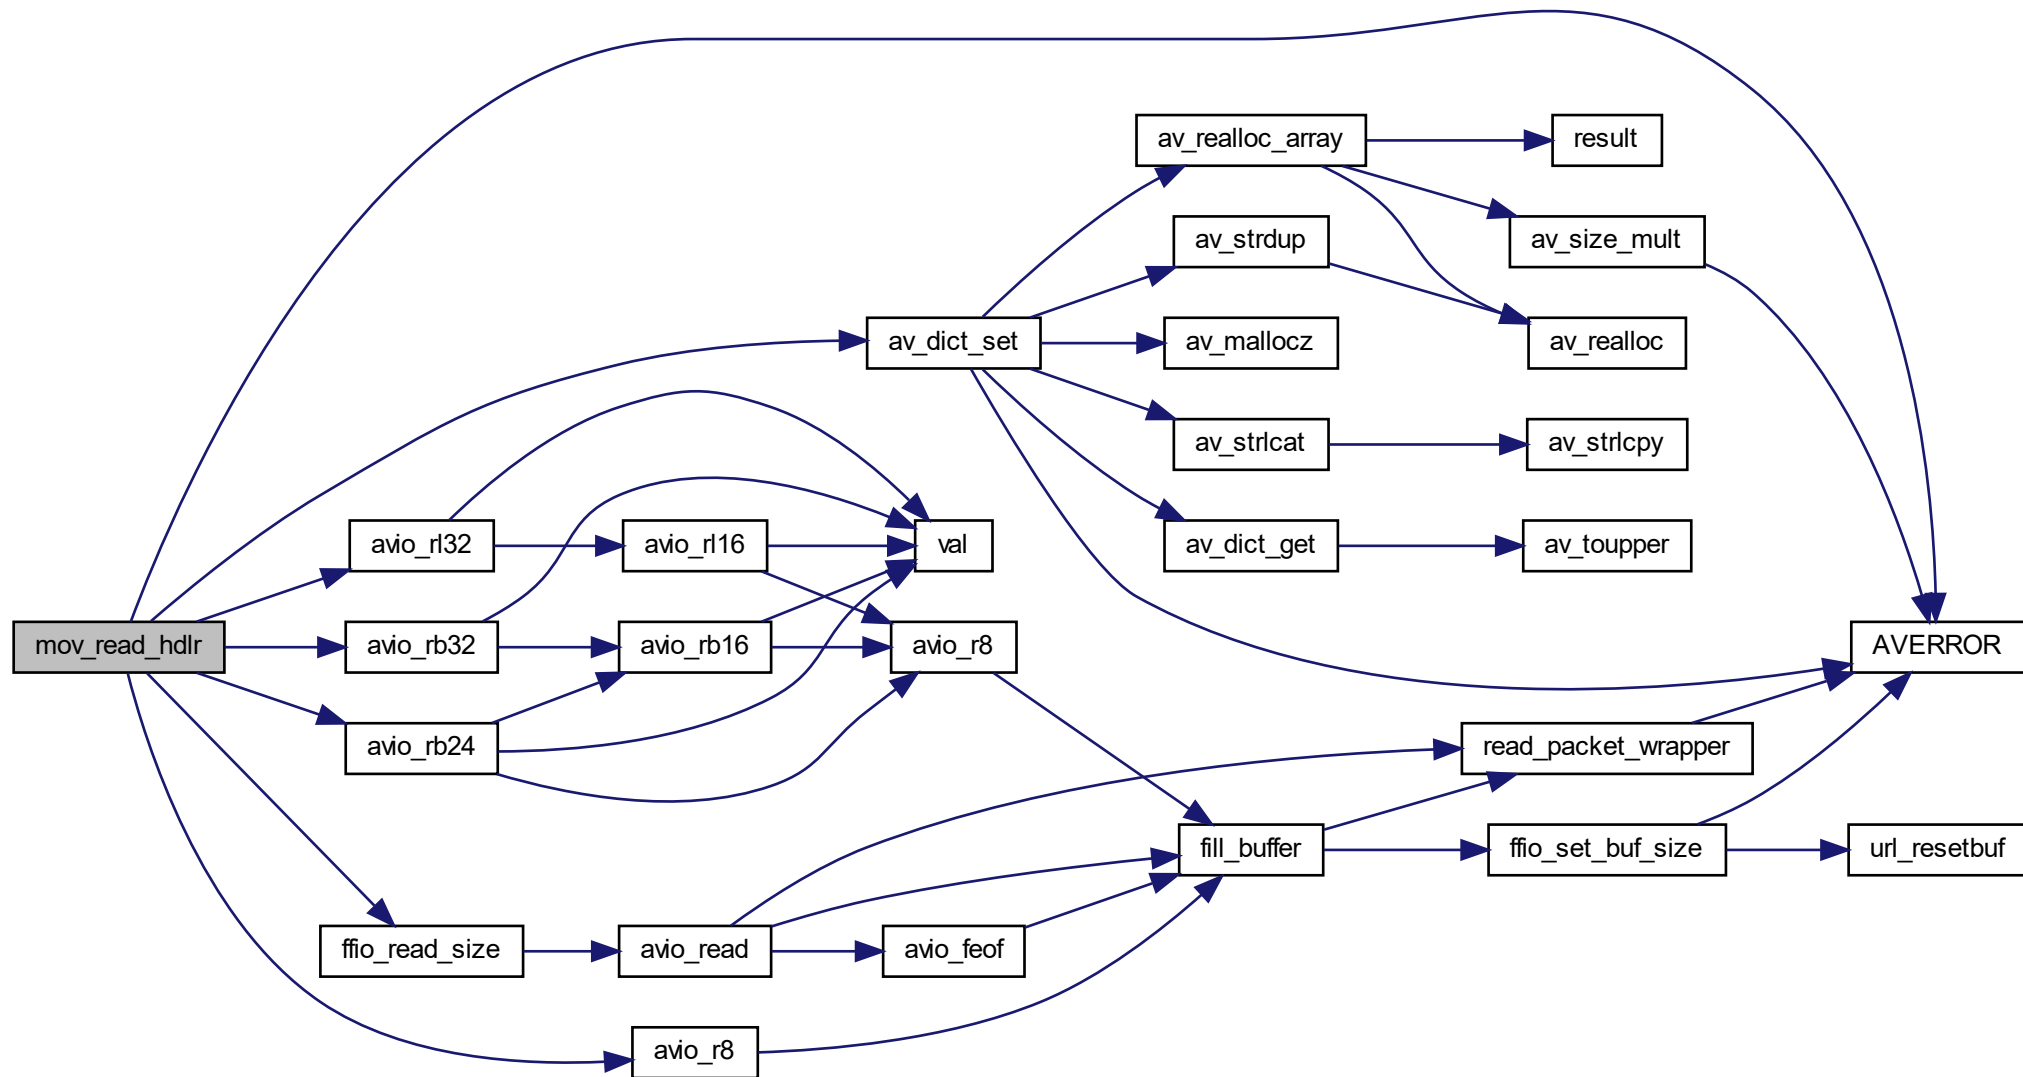 av_realloc_array
result
av_strdup
av_size_mult
av_dict_set
av_mallocz
av_realloc
av_strlcat
av_strlcpy
avio_rl32
avio_rl16
val
av_dict_get
av_toupper
mov_read_hdlr
avio_rb32
avio_rb16
avio_r8
AVERROR
avio_rb24
read_packet_wrapper
fill_buffer
ffio_set_buf_size
url_resetbuf
ffio_read_size
avio_read
avio_feof
avio_r8